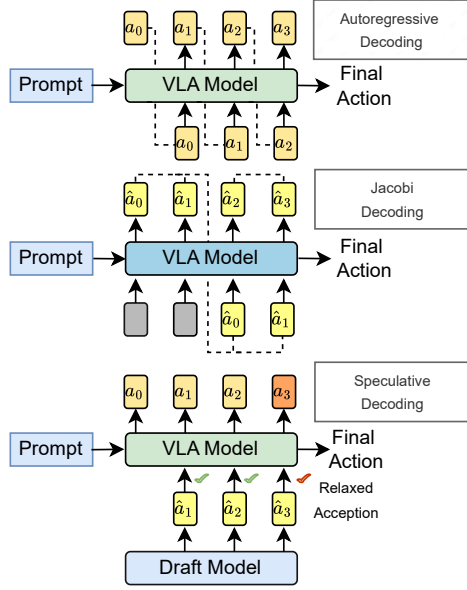 a₀ a₁ a₂ a₃
Autoregressive
Decoding
Prompt
VLA Model
Final
Action
a₀ a₁ a₂
â₀ â₁ â₂ â₃
Jacobi
Decoding
Prompt
VLA Model
Final
Action
â₀ â₁
a₀ a₁ a₂ a₃
Speculative
Decoding
Prompt
VLA Model
Final
Action
Relaxed
Acception
â₁ â₂ â₃
Draft Model